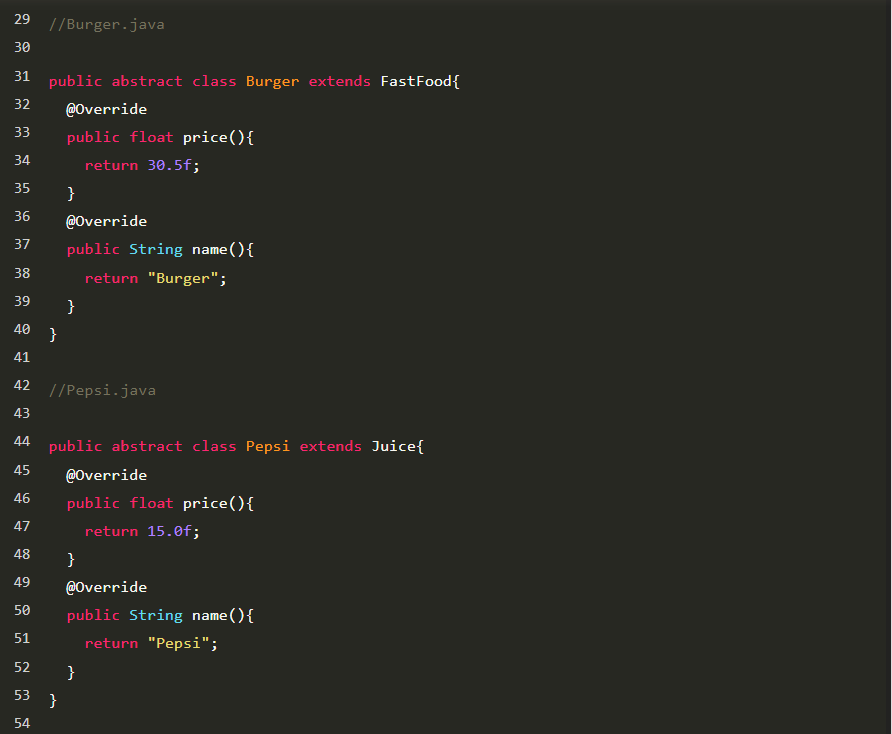 29 //Burger.java
30
31 public abstract class Burger extends FastFood{
32   @Override
33   public float price(){
34     return 30.5f;
35   }
36   @Override
37   public String name(){
38     return "Burger";
39   }
40 }
41
42 //Pepsi.java
43
44 public abstract class Pepsi extends Juice{
45   @Override
46   public float price(){
47     return 15.0f;
48   }
49   @Override
50   public String name(){
51     return "Pepsi";
52   }
53 }
54